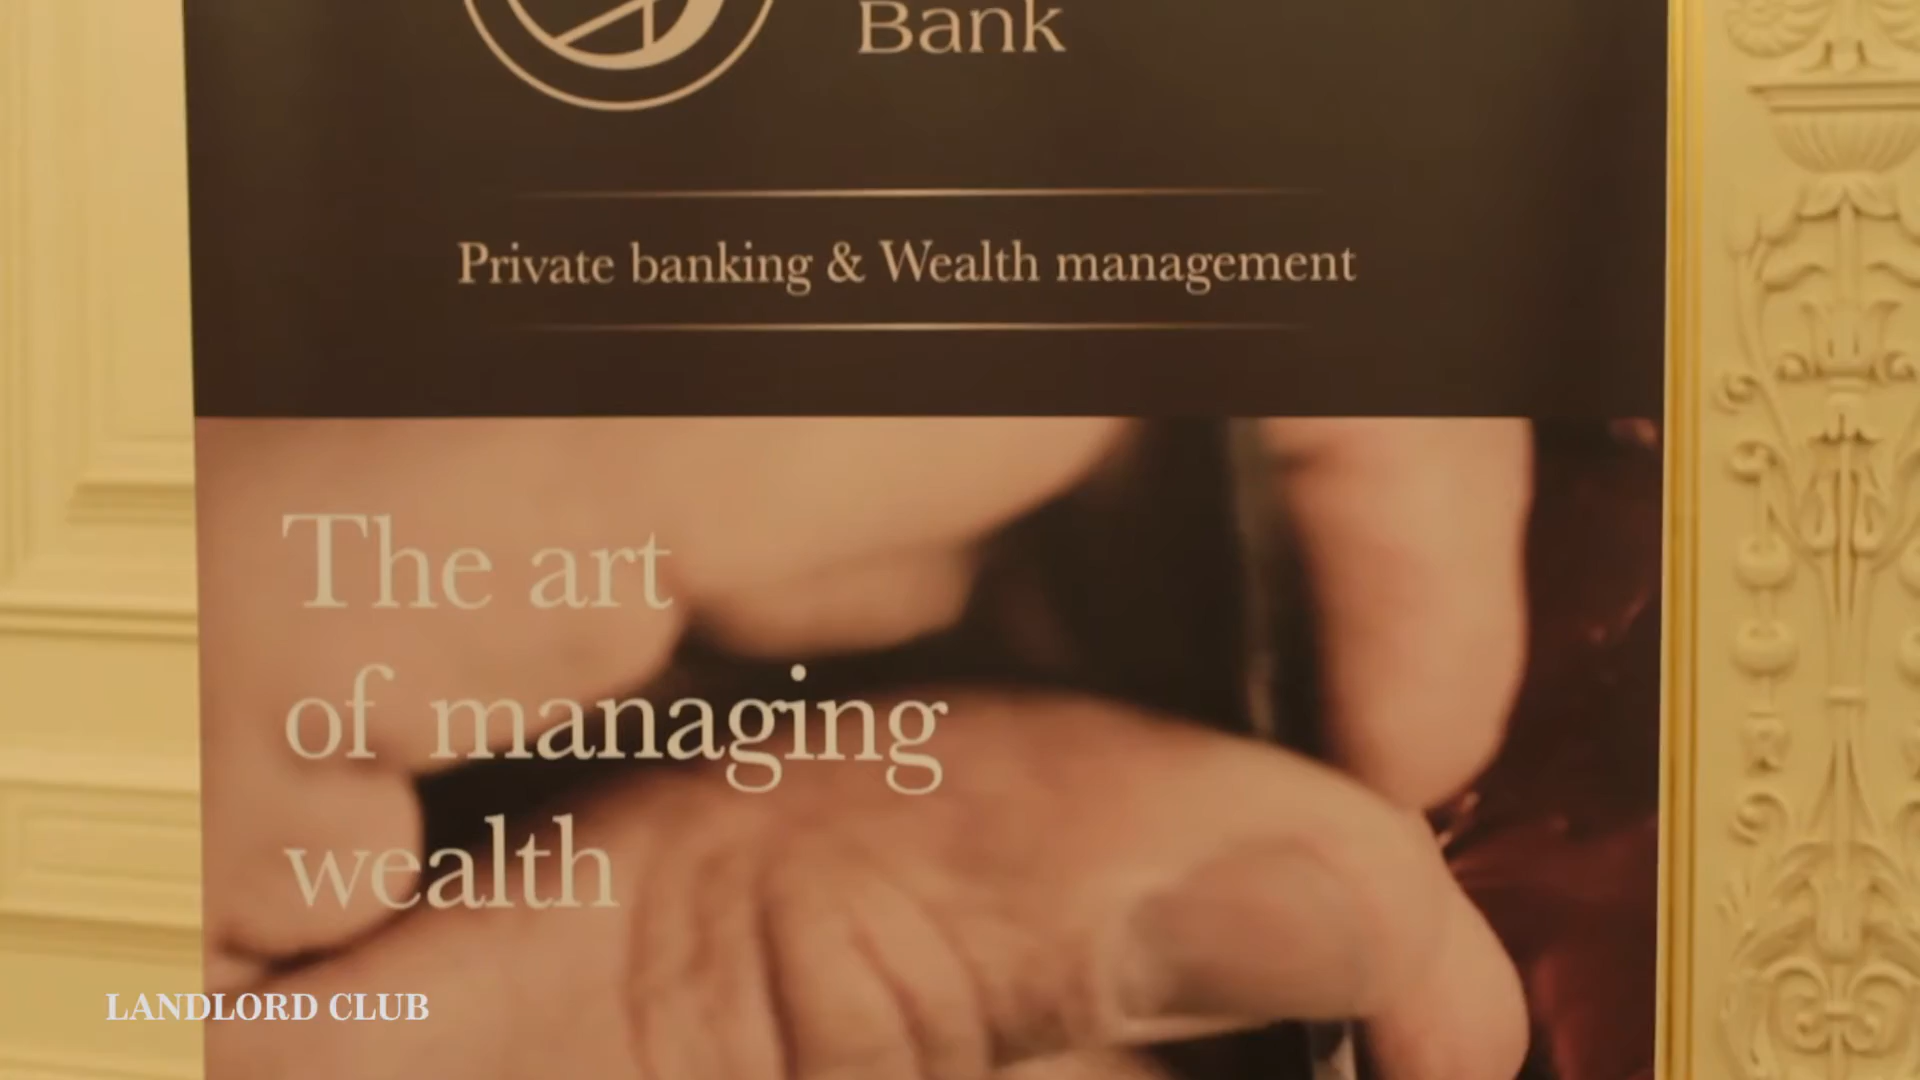 Bank
Private banking & Wealth management
The art
of managing
wealth
LANDLORD CLUB